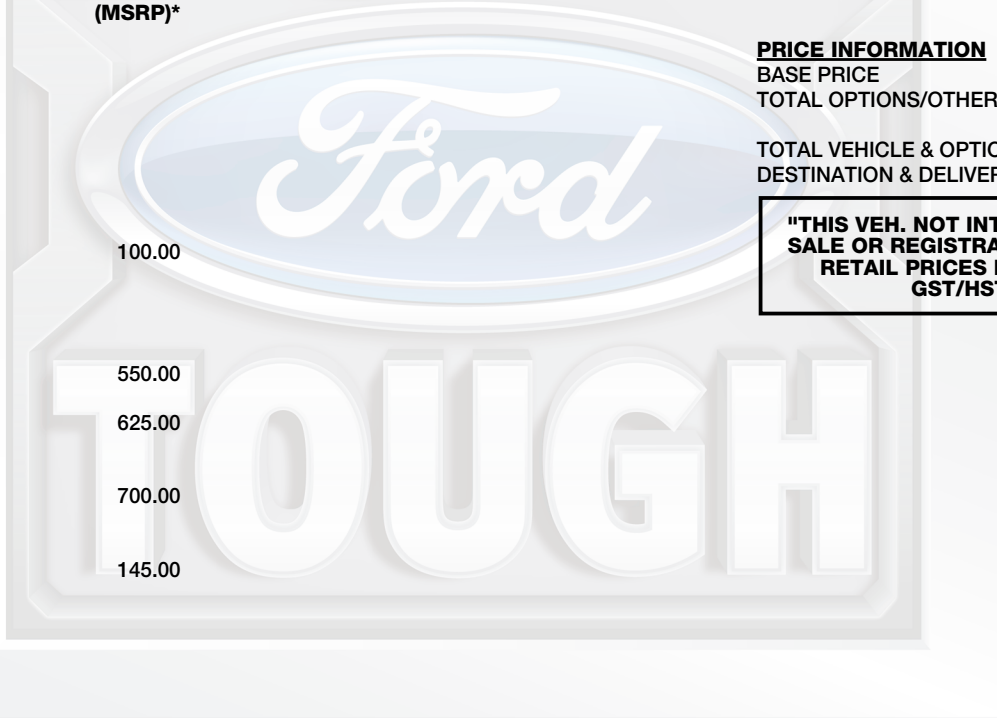 (MSRP)*
PRICE INFORMATION
BASE PRICE
TOTAL OPTIONS/OTHER
TOTAL VEHICLE & OPTIO
DESTINATION & DELIVER
"THIS VEH. NOT INT
SALE OR REGISTRA
RETAIL PRICES
GST/HST
Ford
100.00
TOUGH
550.00
625.00
700.00
145.00